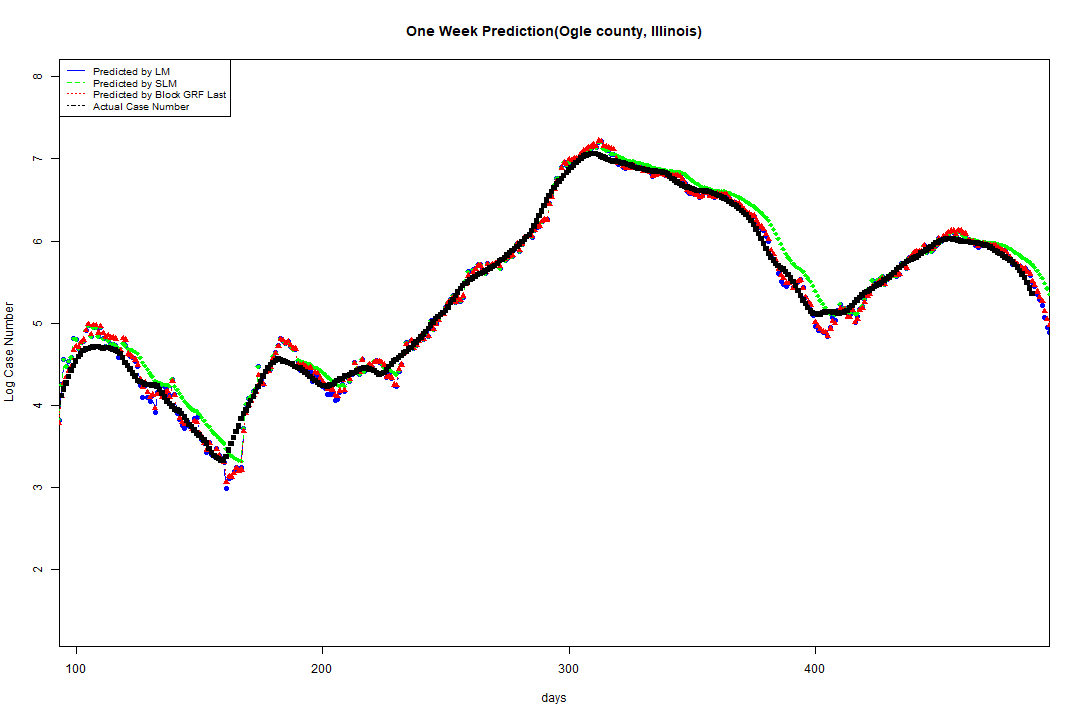 One Week Prediction(Ogle county, Illinois)
Predicted by LM
Predicted by SLM
Predicted by Block GRF Last
Actual Case Number
8
7
6
5
4
3
2
Log Case Number
100 200 300 400
days